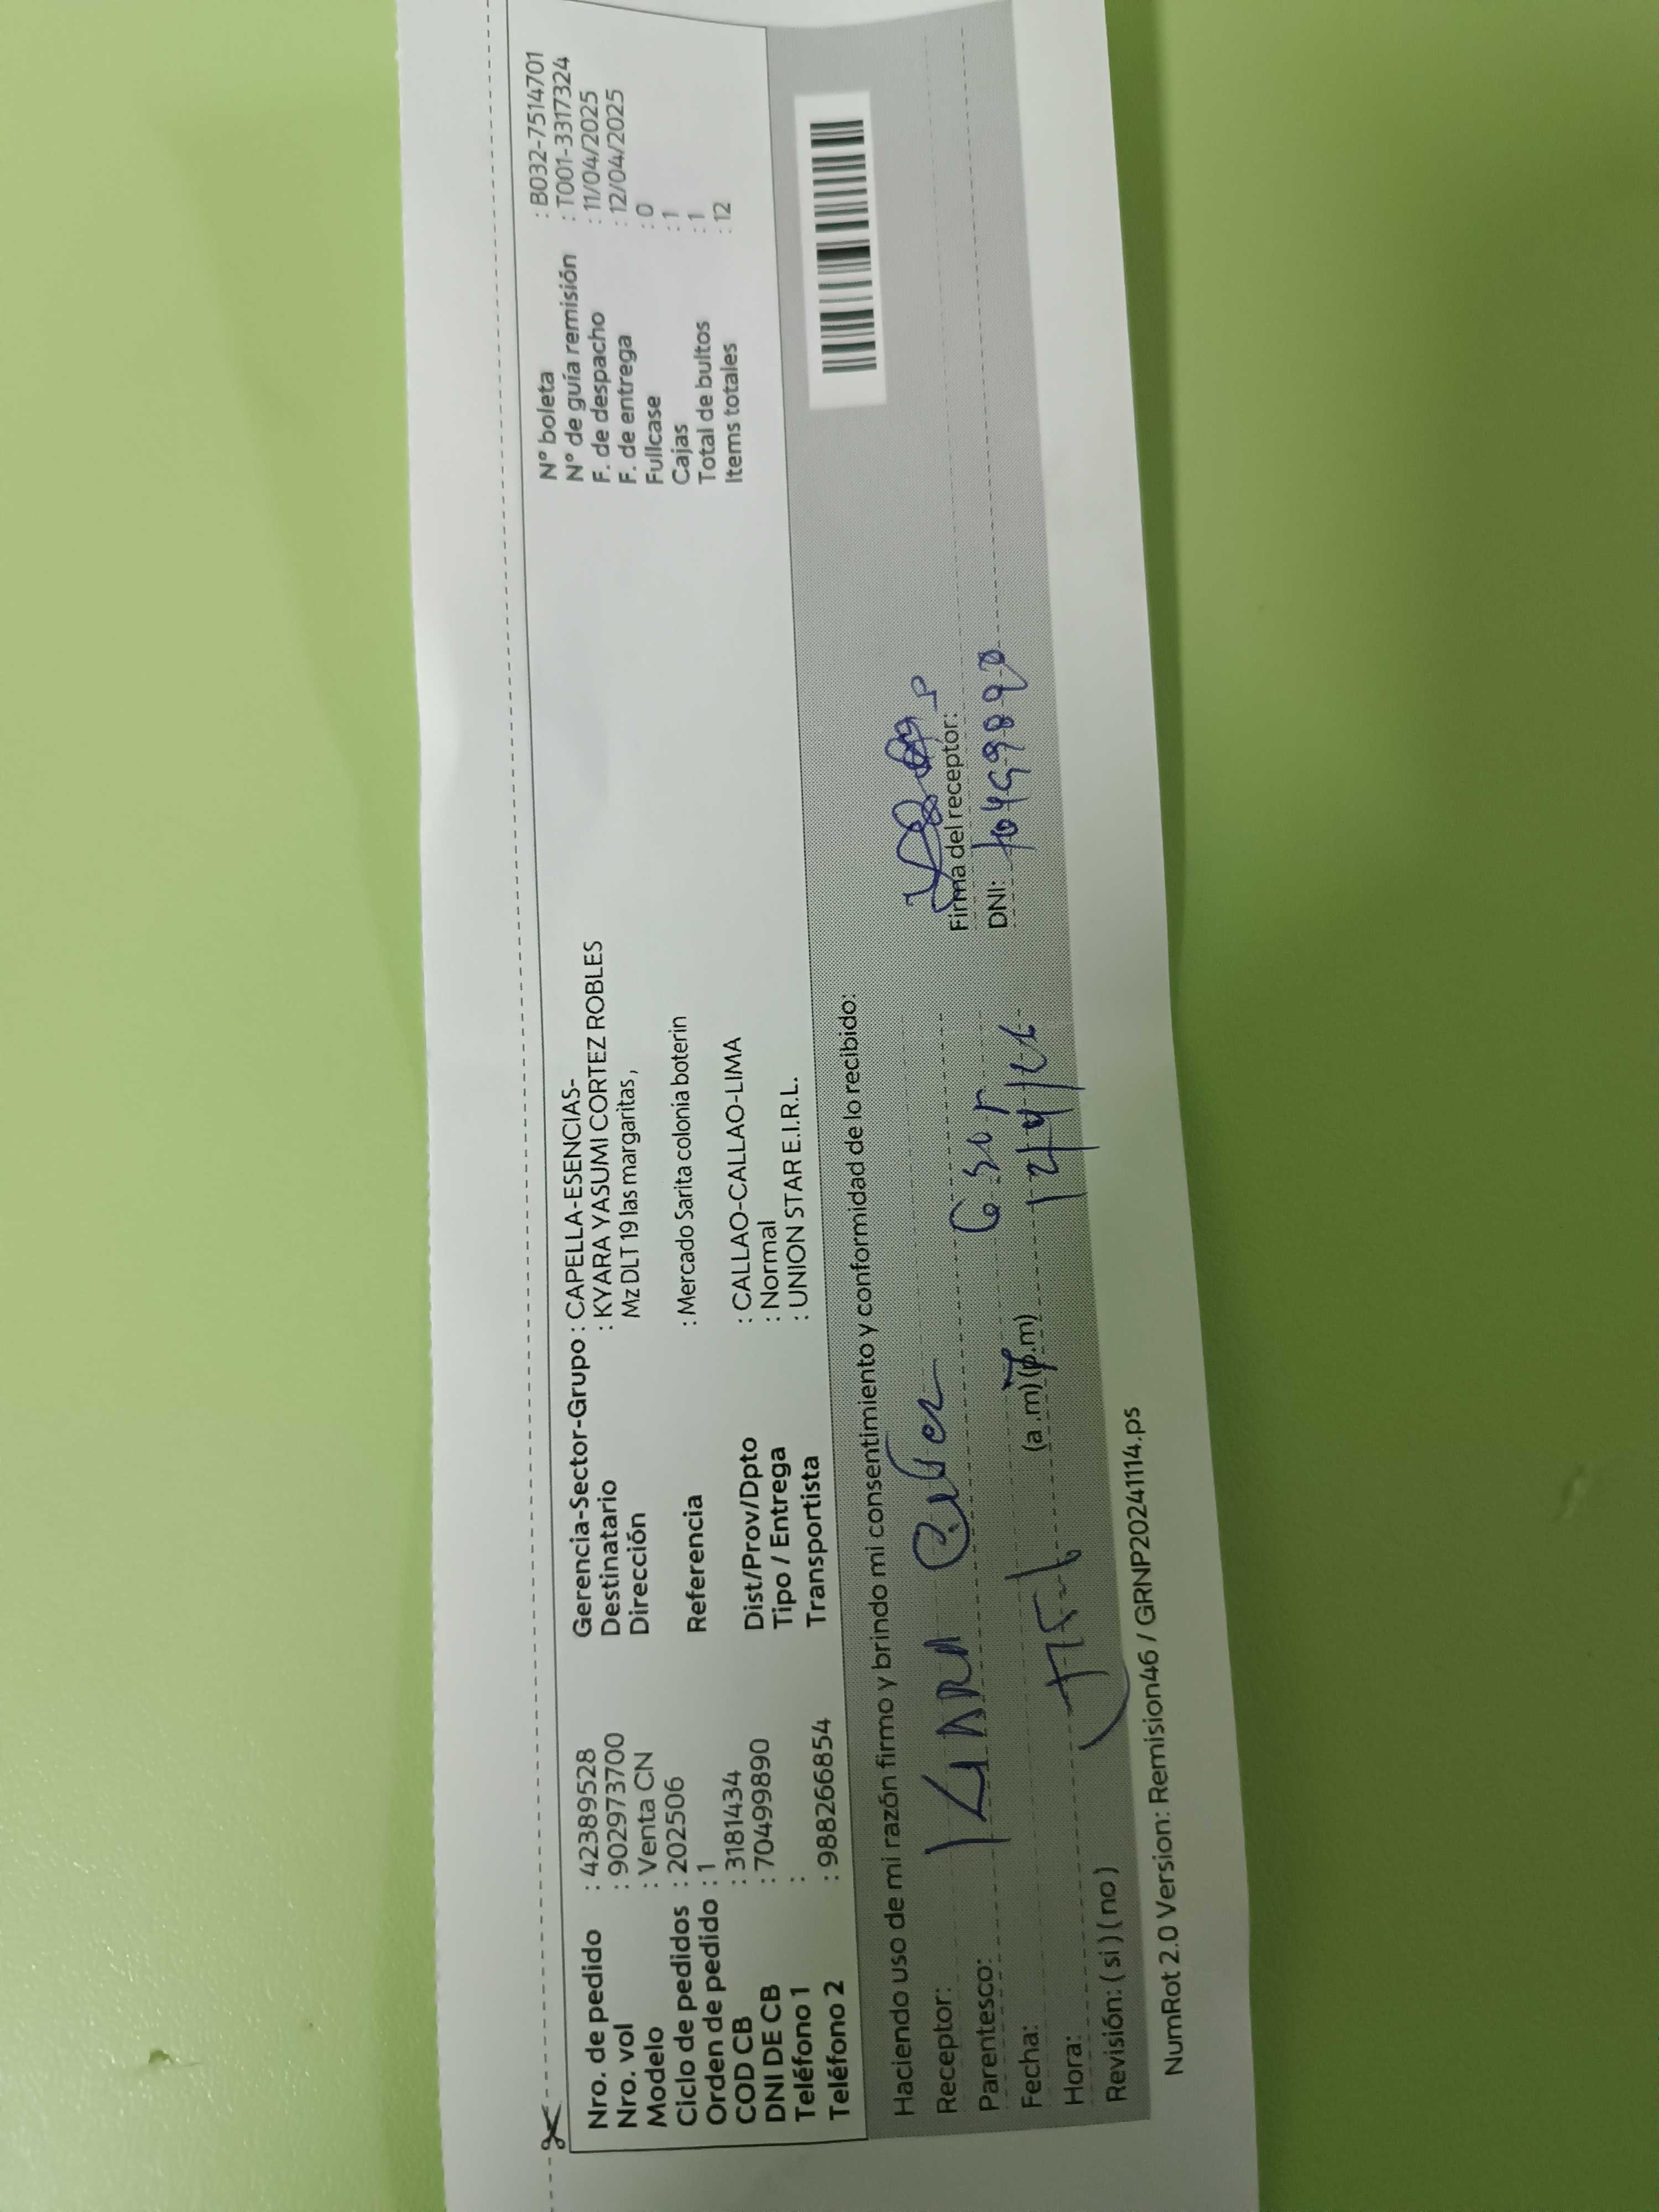 Nro. de pedido : 42389528
Nro. vol : 90297373700
Modelo : Venta CN
Ciclo de pedidos : 202506
Orden de pedido : 1
COD CB : 3181434
DNI DE CB : 70499890
Teléfono 1 :
Teléfono 2 : 988266854
Gerencia-Sector-Grupo : CAPELLA-ESENCIAS-
Destinatario : KYARA YASUMI CORTEZ ROBLES
Dirección Mz DLT 19 las margaritas,
Referencia : Mercado Sarita colonia boterin
Dist/Prov/Dpto : CALLAO-CALLAO-LIMA
Tipo / Entrega : Normal
Transportista : UNION STAR E.I.R.L.
N° boleta : B032-7514701
N° de guía remisión : T001-3317324
F. de despacho : 11/04/2025
F. de entrega : 12/04/2025
Fullcase : 0
Cajas : 1
Total de bultos : 1
Items totales : 12
Haciendo uso de mi razón firmo y brindo mi consentimiento y conformidad de lo recibido:
Receptor:
Parentesco:
Fecha: (a .m) (p.m)
Hora:
Revisión: ( si ) ( no )
Firma del receptor:
DNI: 70499890
NumRot 2.0 Version: Remision46 / GRNP20241114.ps